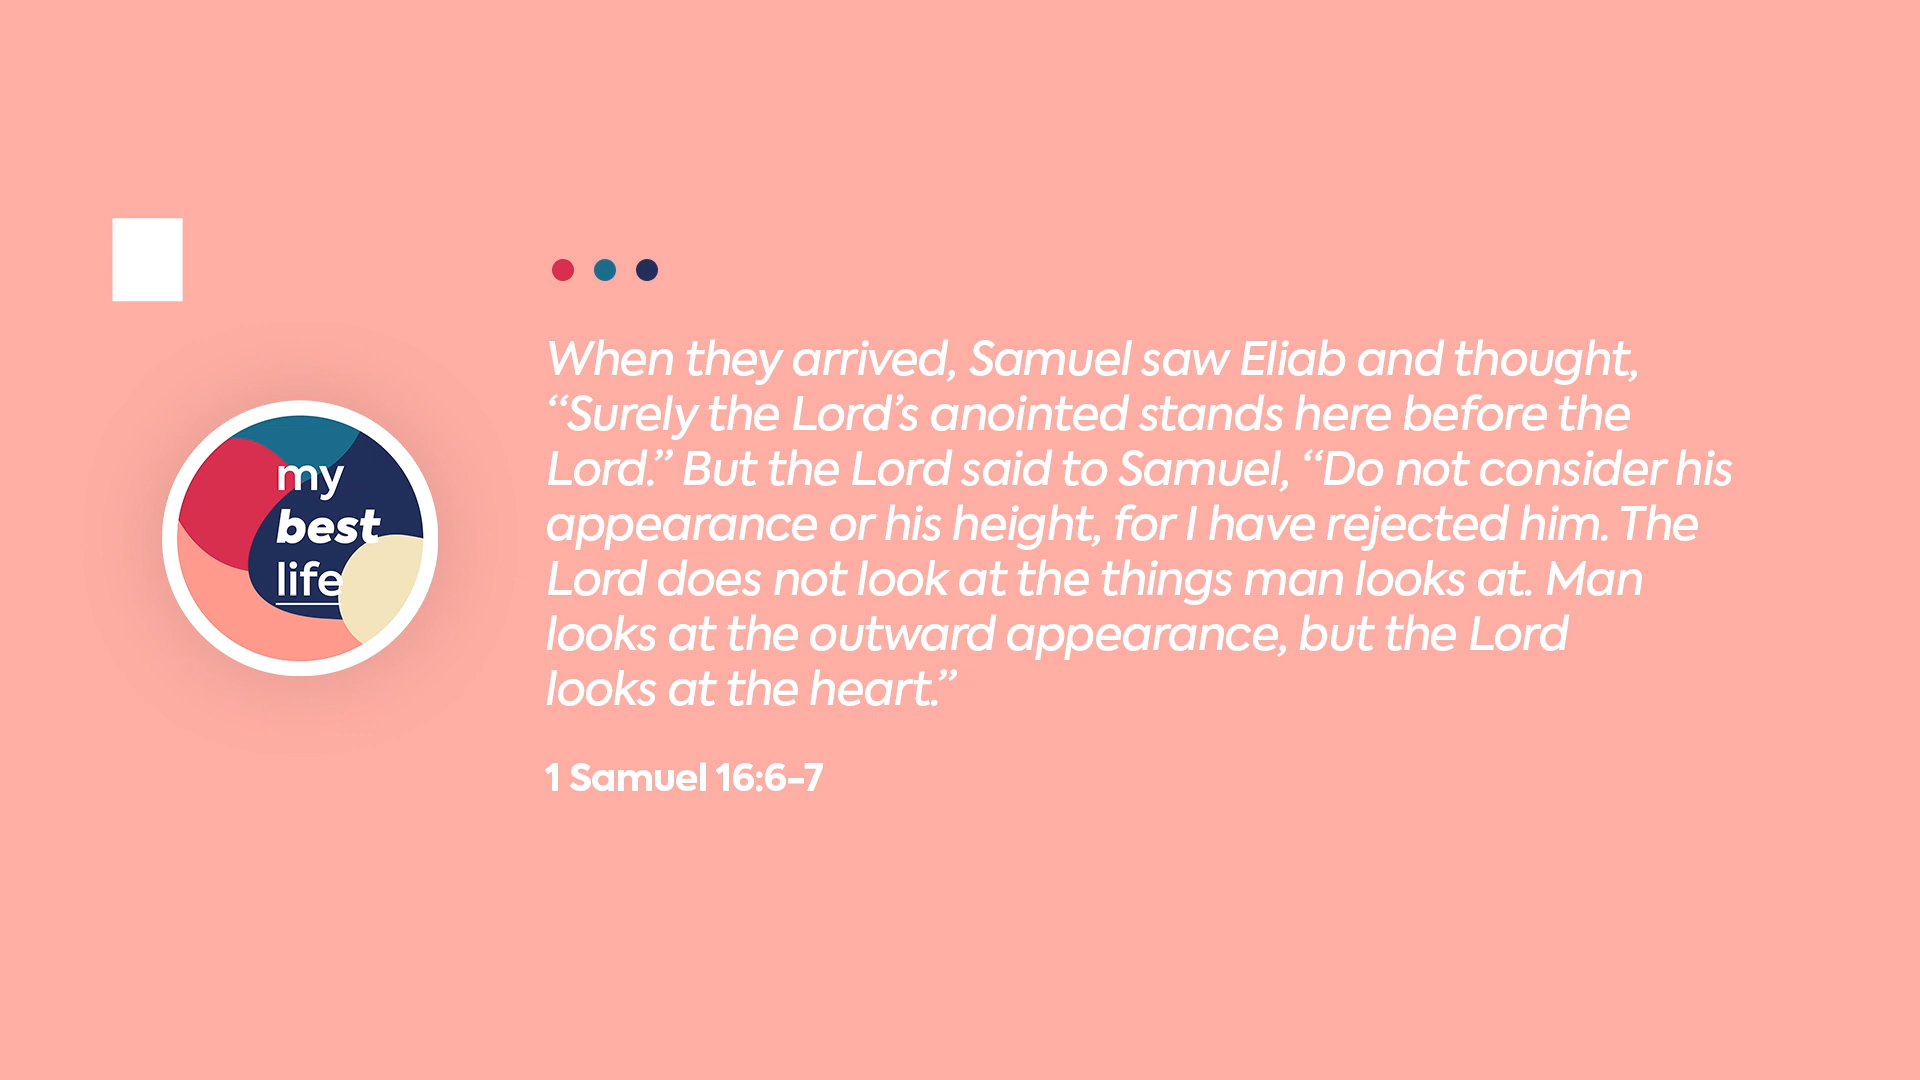 my
best
life
When they arrived, Samuel saw Eliab and thought,
“Surely the Lord’s anointed stands here before the
Lord.” But the Lord said to Samuel, “Do not consider his
appearance or his height, for I have rejected him. The
Lord does not look at the things man looks at. Man
looks at the outward appearance, but the Lord
looks at the heart.”
1 Samuel 16:6-7